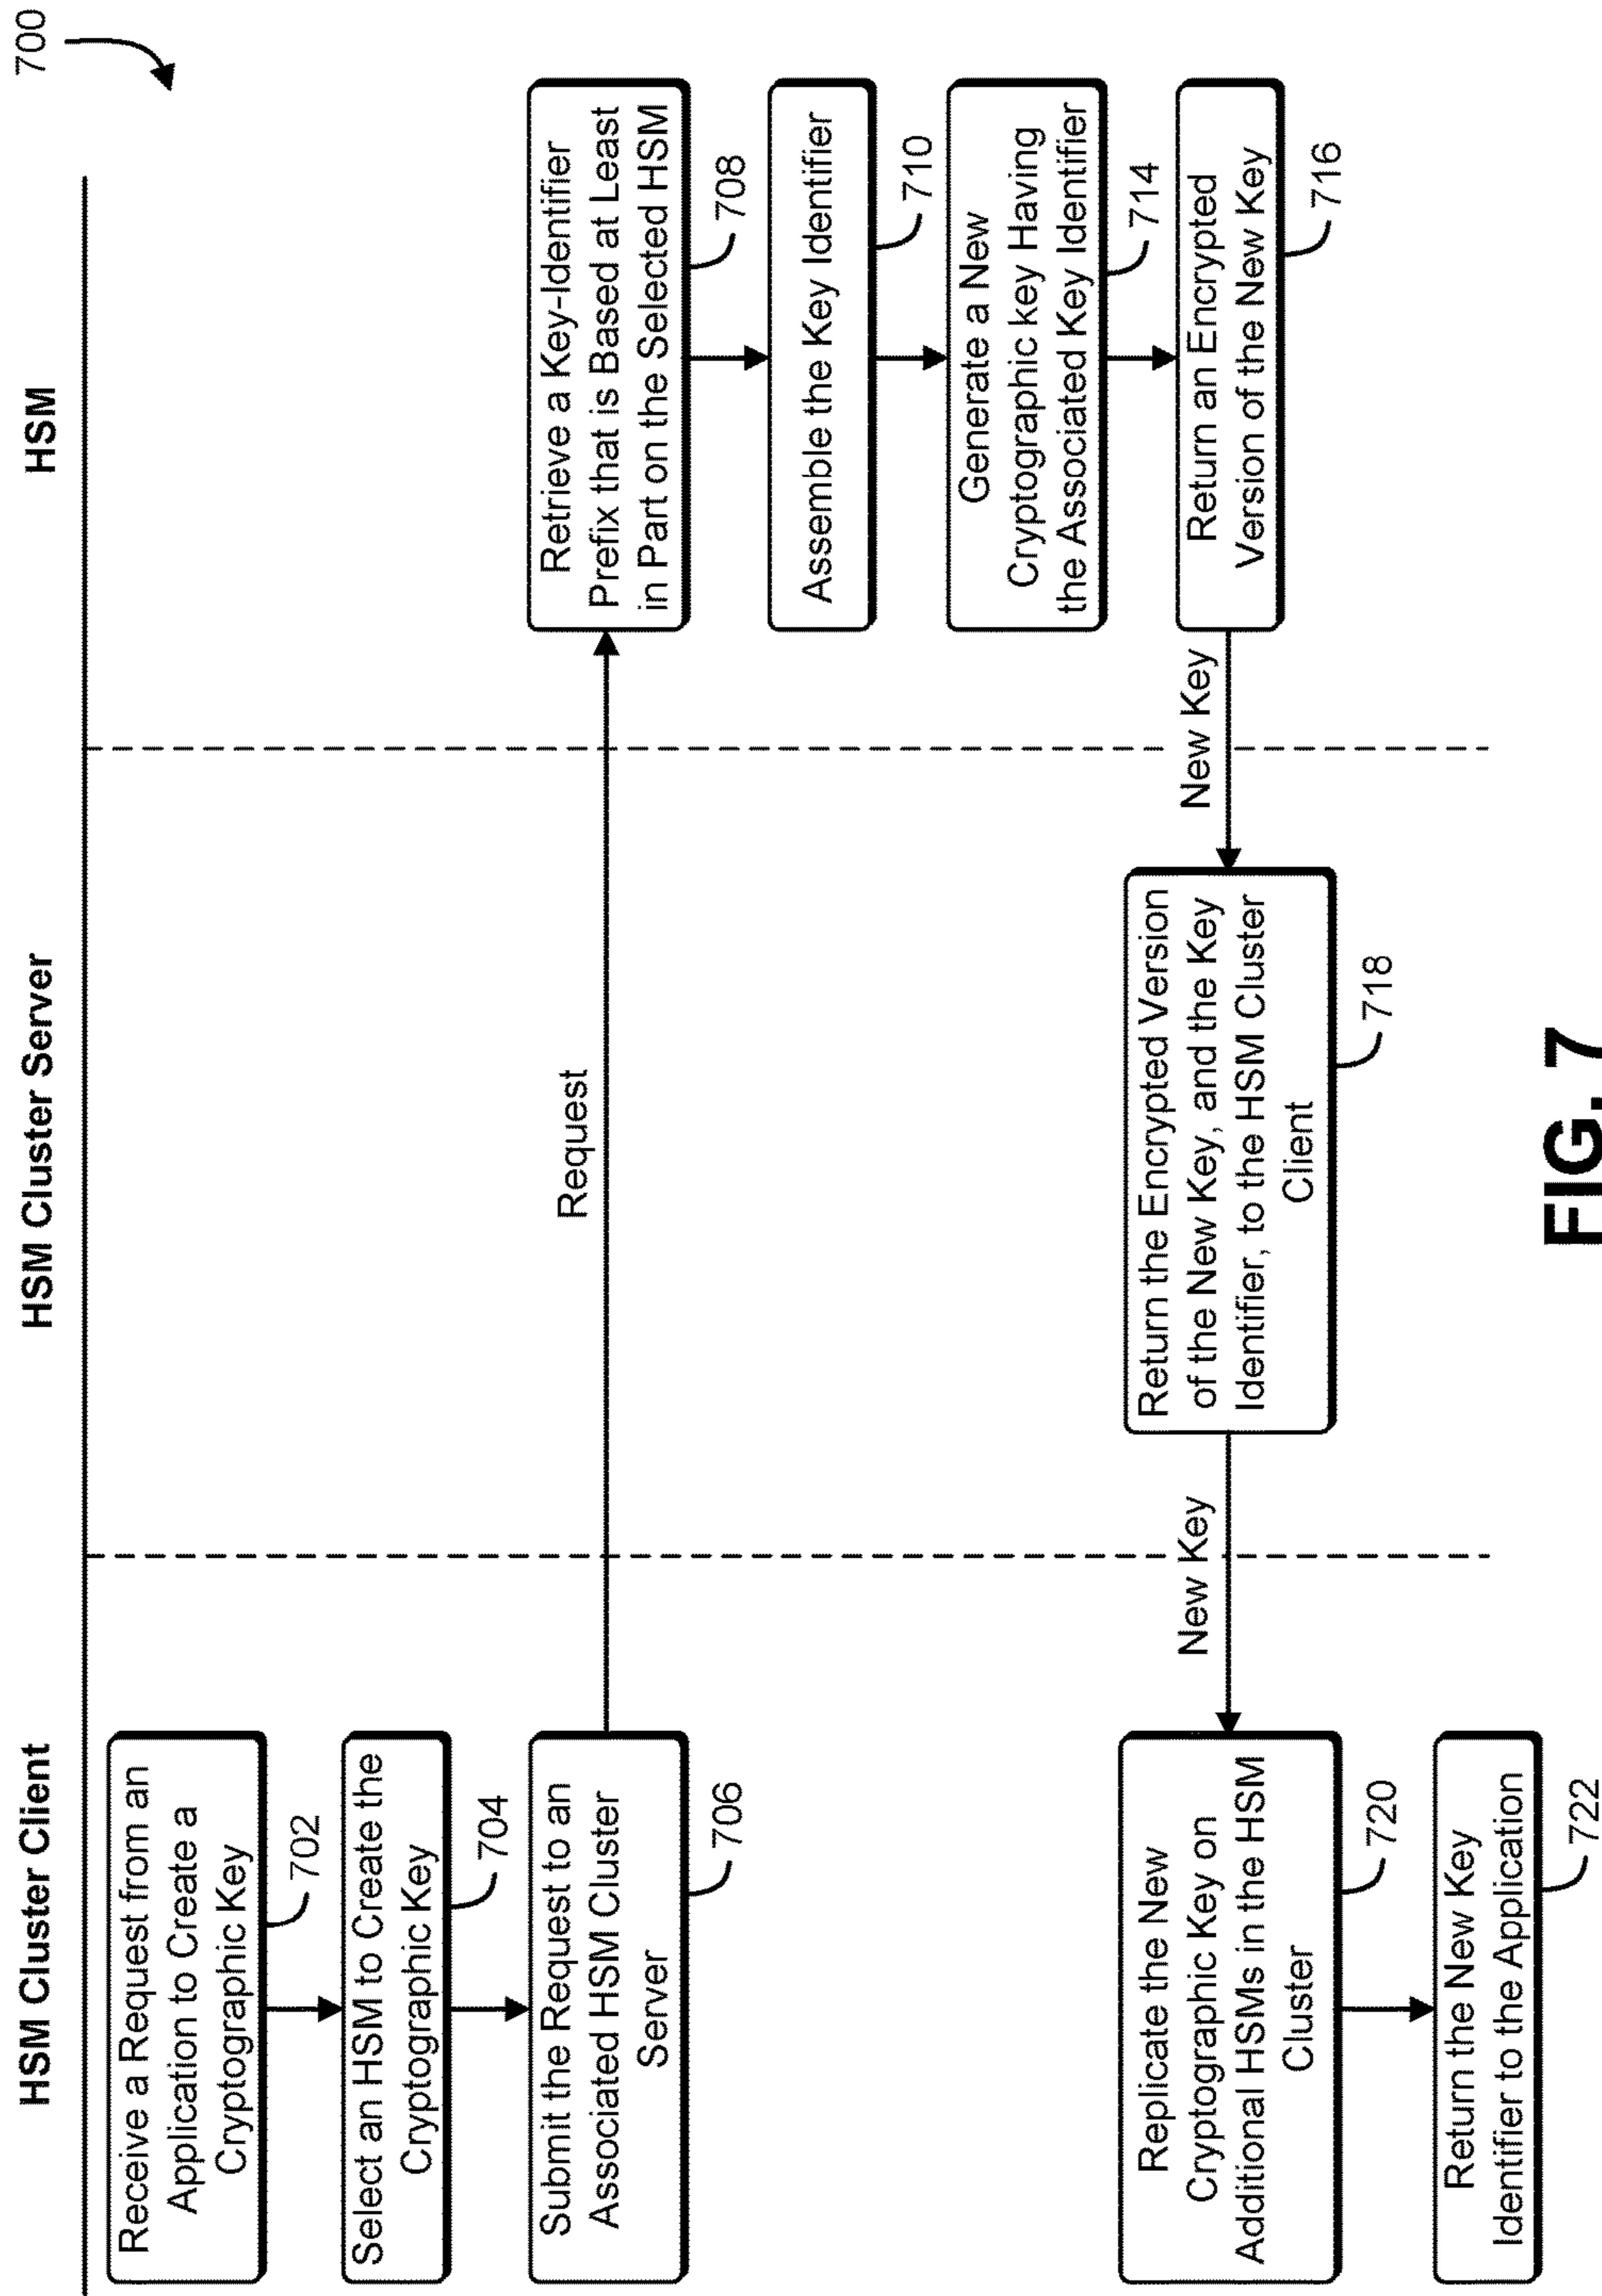 700
HSM Cluster Client
HSM Cluster Server
HSM
Receive a Request from an
Application to Create a
Cryptographic Key
702
Select an HSM to Create the
Cryptographic Key
704
Submit the Request to an
Associated HSM Cluster
Server
706
Request
Retrieve a Key-Identifier
Prefix that is Based at Least
in Part on the Selected HSM
708
Assemble the Key Identifier
710
Generate a New
Cryptographic key Having
the Associated Key Identifier
714
Return an Encrypted
Version of the New Key
716
New Key
Return the Encrypted Version
of the New Key, and the Key
Identifier, to the HSM Cluster
Client
718
New Key
Replicate the New
Cryptographic Key on
Additional HSMs in the HSM
Cluster
720
Return the New Key
Identifier to the Application
722
FIG. 7